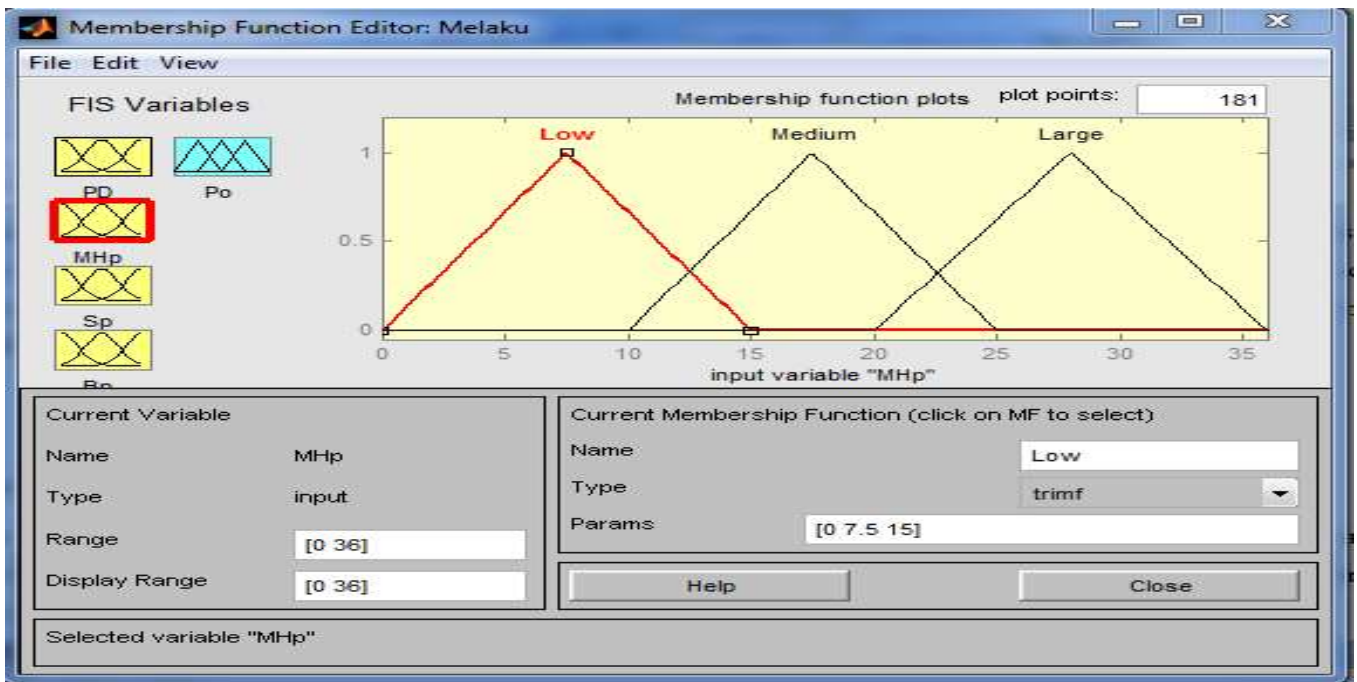 Membership Function Editor: Melaku
File Edit View
FIS Variables
Membership function plots plot points: 181
PD Po
MHp
Sp
Low Medium Large
1
0.5
0
0 5 10 15 20 25 30 35
input variable "MHp"
Current Variable
Name MHp
Type input
Range [0 36]
Display Range [0 36]
Current Membership Function (click on MF to select)
Name Low
Type trimf
Params [0 7.5 15]
Help Close
Selected variable "MHp"